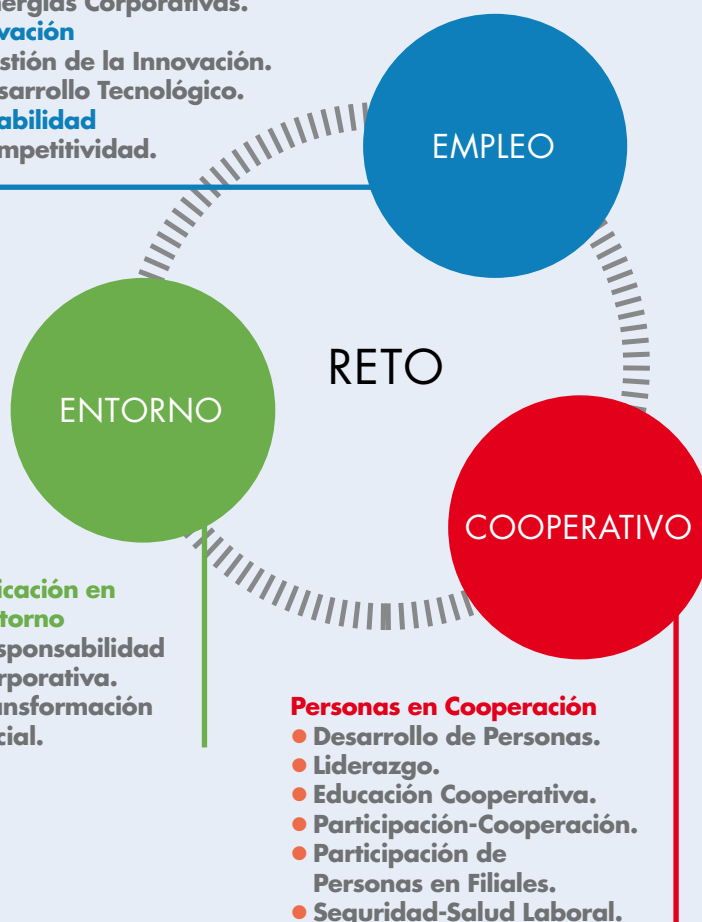 nergías Corporativas.
vación
stión de la Innovación.
sarrollo Tecnológico.
abilidad
mpetitividad.
EMPLEO
RETO
ENTORNO
COOPERATIVO
icación en
torno
sponsabilidad
rporativa.
ansformación
cial.
Personas en Cooperación
● Desarrollo de Personas.
● Liderazgo.
● Educación Cooperativa.
● Participación-Cooperación.
● Participación de
Personas en Filiales.
● Seguridad-Salud Laboral.